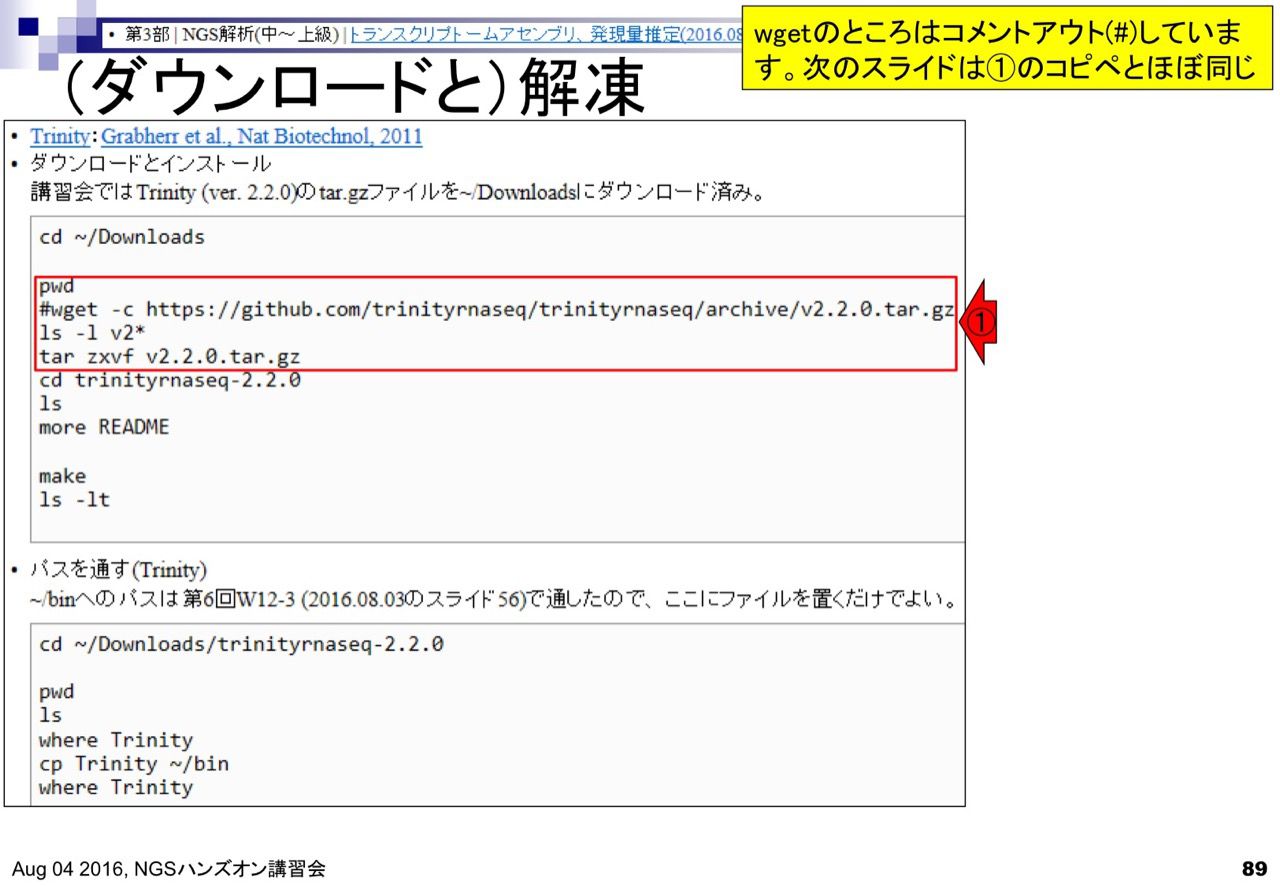 • 第3部 | NGS解析(中～上級) | トランスクリプトームアセンブリ、発現量推定(2016.08
wgetのところはコメントアウト(#)していま
す。次のスライドは①のコピペとほぼ同じ
(ダウンロードと)解凍
• Trinity: Grabherr et al., Nat Biotechnol, 2011
• ダウンロードとインストール
講習会ではTrinity (ver. 2.2.0)のtar.gzファイルを~/Downloadsにダウンロード済み。
cd ~/Downloads
pwd
#wget -c https://github.com/trinityrnaseq/trinityrnaseq/archive/v2.2.0.tar.gz
ls -l v2*
tar zxvf v2.2.0.tar.gz
①
cd trinityrnaseq-2.2.0
ls
more README
make
ls -lt
• パスを通す(Trinity)
~/binへのパスは第6回W12-3 (2016.08.03のスライド56)で通したので、ここにファイルを置くだけでよい。
cd ~/Downloads/trinityrnaseq-2.2.0
pwd
ls
where Trinity
cp Trinity ~/bin
where Trinity
Aug 04 2016, NGSハンズオン講習会
89